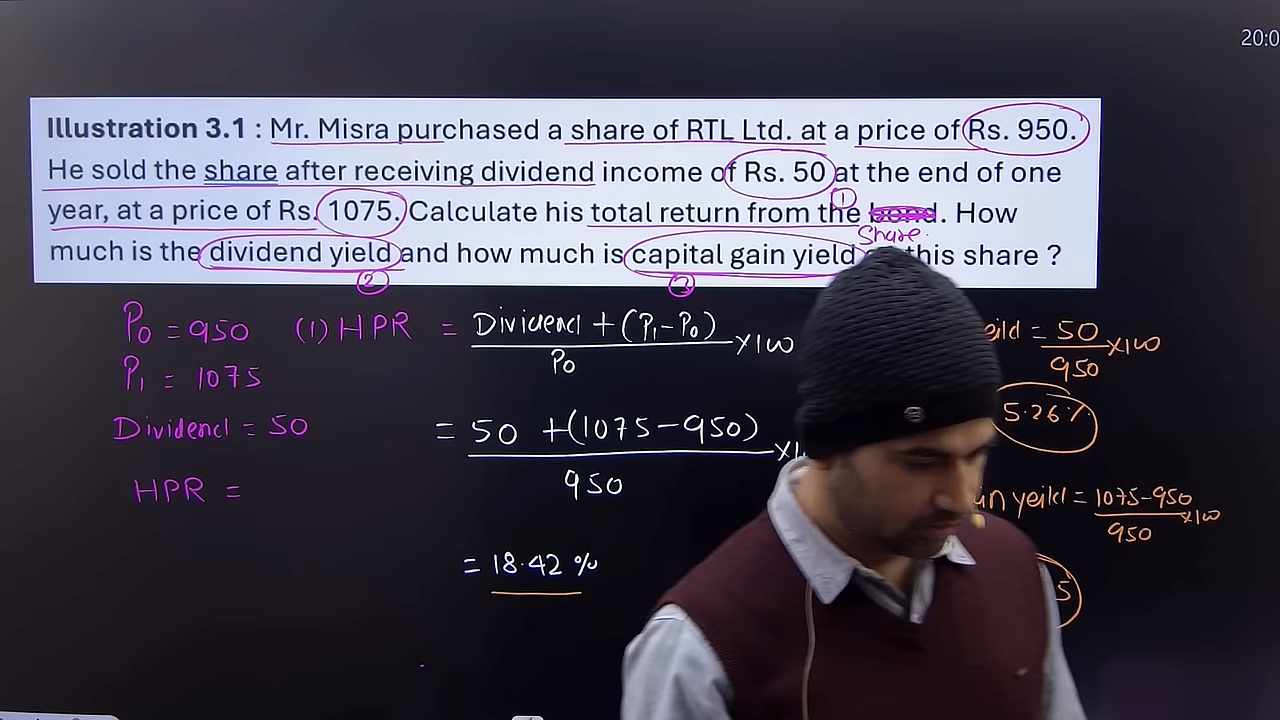 20:0
Illustration 3.1 : Mr. Misra purchased a share of RTL Ltd. at a price of Rs. 950.
He sold the share after receiving dividend income of Rs. 50 at the end of one
year, at a price of Rs. 1075. Calculate his total return from the bond. How
1
Share.
much is the dividend yield and how much is capital gain yield this share ?
2
3
P0 = 950
(1) HPR = Dividend + (P1 - P0)
P0
×100
P1 = 1075
Dividend = 50
= 50 + (1075 - 950)
950
HPR =
= 18.42 %
= 50
950
×100
5.26%
yeild = 1075-950
950
×100
5